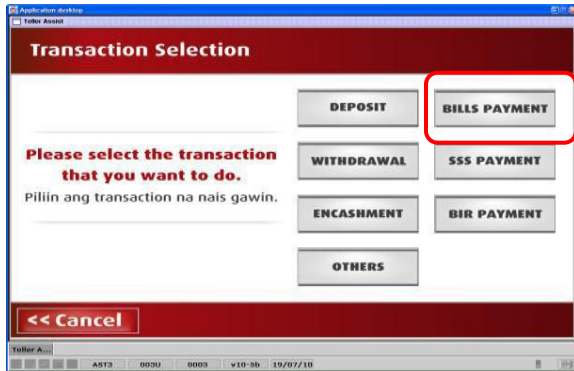 Application desktop
Teller Assist
Transaction Selection
DEPOSIT
BILLS PAYMENT
Please select the transaction
that you want to do.
Piliin ang transaction na nais gawin.
WITHDRAWAL
SSS PAYMENT
ENCASHMENT
BIR PAYMENT
OTHERS
<< Cancel
Teller A...
AST3 003U 0003 v10-5b 19/07/10